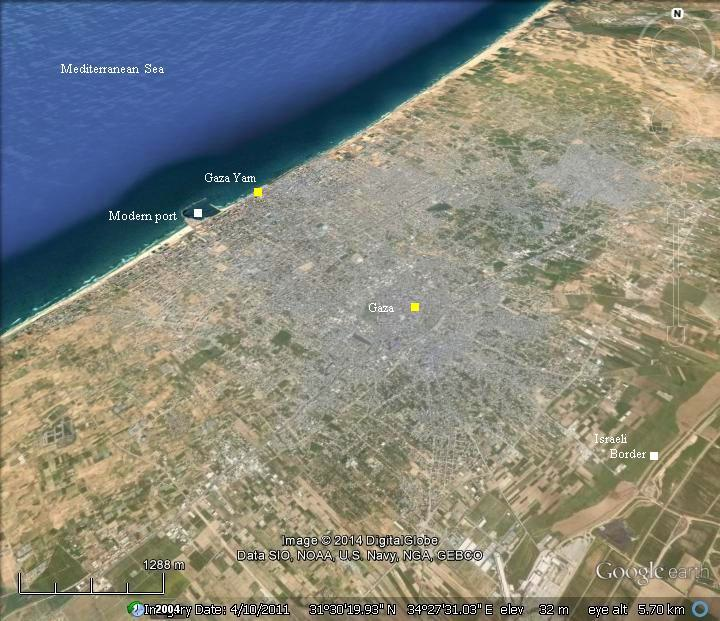 N
Mediterranean Sea
Gaza Yam
Modern port
Gaza
Israeli
Border
Image © 2014 DigitalGlobe
Data SIO, NOAA, U.S. Navy, NGA, GEBCO
1288 m
Google earth
2004
Imagery Date: 4/10/2011 31°30'19.93" N 34°27'31.03" E elev 32 m eye alt 5.70 km